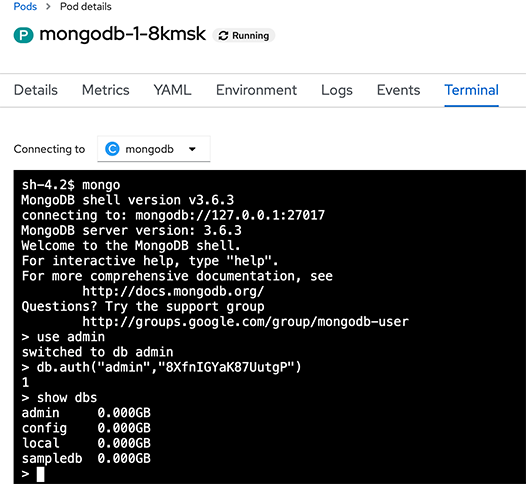 Pods > Pod details
P mongodb-1-8kmsk Running
Details Metrics YAML Environment Logs Events Terminal
Connecting to C mongodb
sh-4.2$ mongo
MongoDB shell version v3.6.3
connecting to: mongodb://127.0.0.1:27017
MongoDB server version: 3.6.3
Welcome to the MongoDB shell.
For interactive help, type "help".
For more comprehensive documentation, see
        http://docs.mongodb.org/
Questions? Try the support group
        http://groups.google.com/group/mongodb-user
> use admin
switched to db admin
> db.auth("admin","8XfnIGYaK87UutgP")
1
> show dbs
admin     0.000GB
config    0.000GB
local     0.000GB
sampledb  0.000GB
>